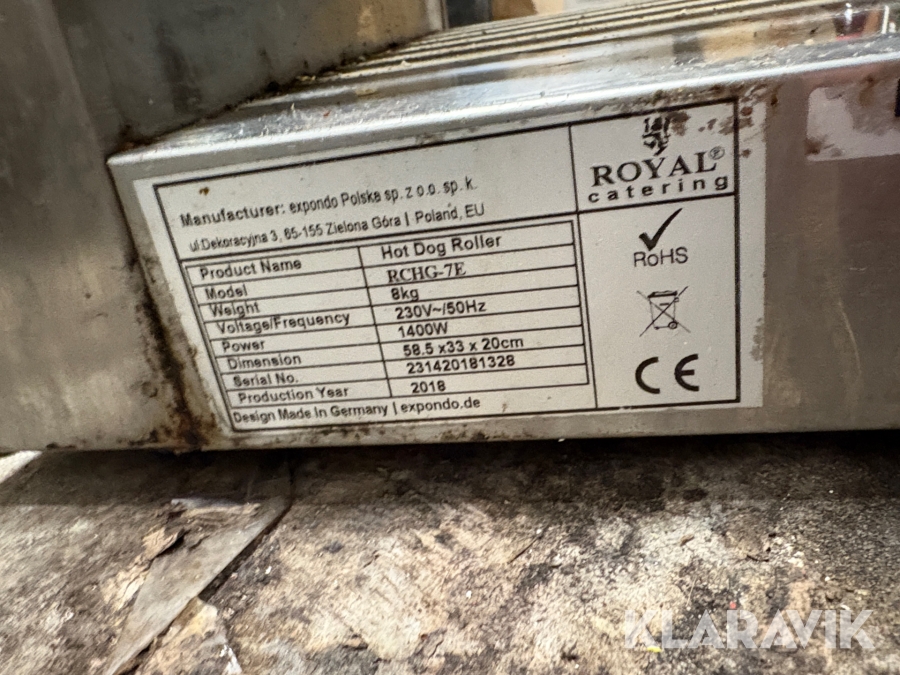 Manufacturer: expondo Polska sp. z o.o. sp. k.
ul.Dekoracyjna 3, 65-155 Zielona Góra | Poland, EU
ROYAL®
catering
Product Name Hot Dog Roller
Model RCHG-7E
Weight 8kg
Voltage/Frequency 230V~/50Hz
Power 1400W
Dimension 58.5 x33 x 20cm
Serial No. 231420181328
Production Year 2018
Design Made In Germany | expondo.de
RoHS
CE
KLARAVIK